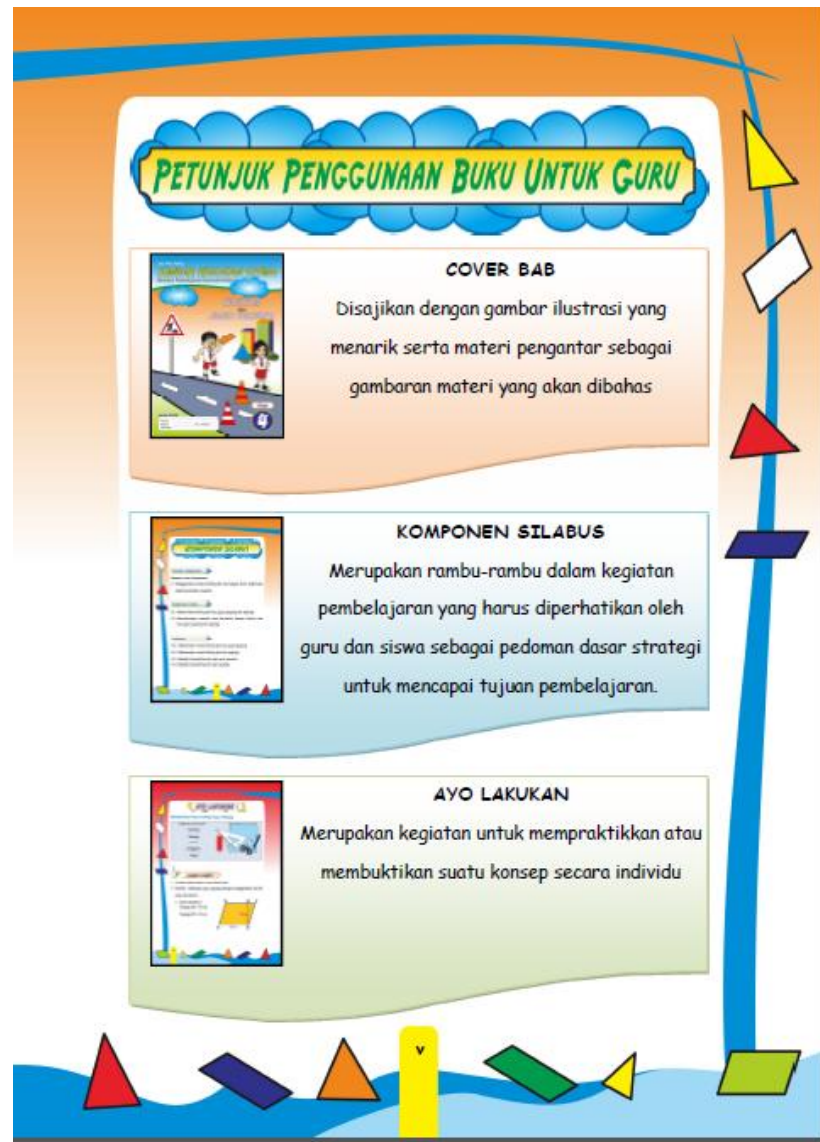 PETUNJUK PENGGUNAAN BUKU UNTUK GURU
COVER BAB
Disajikan dengan gambar ilustrasi yang
menarik serta materi pengantar sebagai
gambaran materi yang akan dibahas
4
KOMPONEN SILABUS
Merupakan rambu-rambu dalam kegiatan
pembelajaran yang harus diperhatikan oleh
guru dan siswa sebagai pedoman dasar strategi
untuk mencapai tujuan pembelajaran.
KOMPONEN SILABUS
AYO LAKUKAN
Merupakan kegiatan untuk mempraktikkan atau
membuktikan suatu konsep secara individu
v